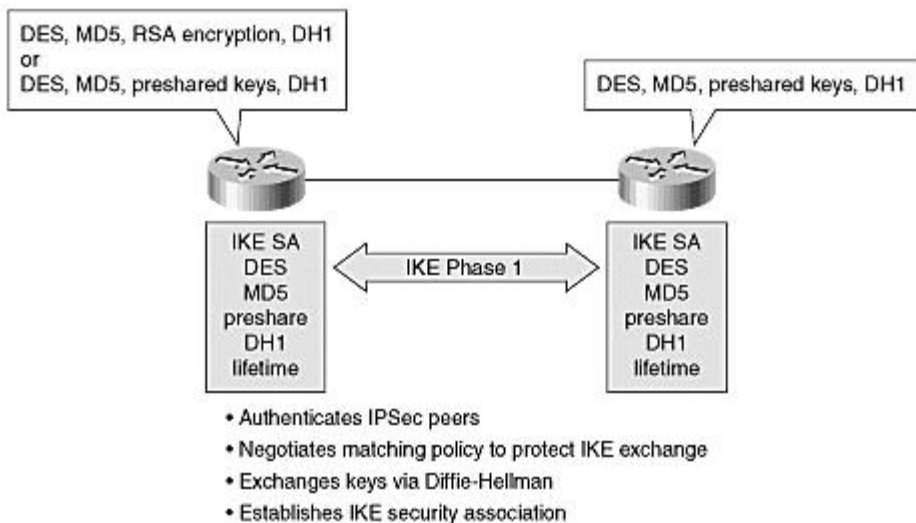 DES, MD5, RSA encryption, DH1
or
DES, MD5, preshared keys, DH1
DES, MD5, preshared keys, DH1
IKE SA
DES
MD5
preshare
DH1
lifetime
IKE Phase 1
IKE SA
DES
MD5
preshare
DH1
lifetime
• Authenticates IPSec peers
• Negotiates matching policy to protect IKE exchange
• Exchanges keys via Diffie-Hellman
• Establishes IKE security association